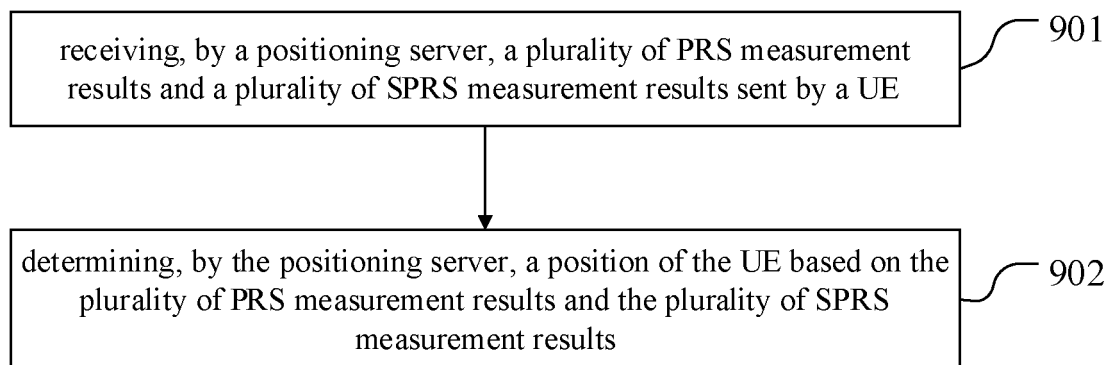 receiving, by a positioning server, a plurality of PRS measurement
results and a plurality of SPRS measurement results sent by a UE
901
determining, by the positioning server, a position of the UE based on the
plurality of PRS measurement results and the plurality of SPRS
measurement results
902